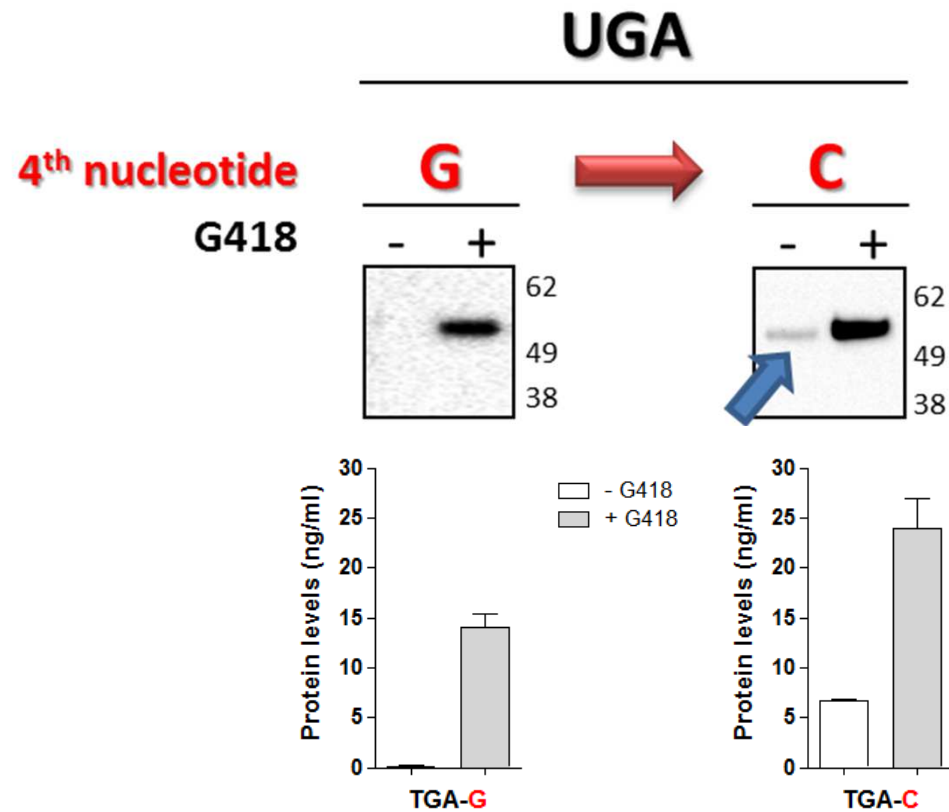 UGA
4th nucleotide G C
G418 - + - +
62 62
49 49
38 38
30 30
25 - G418 25
20 + G418 20
15 15
10 10
5 5
0 0
Protein levels (ng/ml) Protein levels (ng/ml)
TGA-G TGA-C